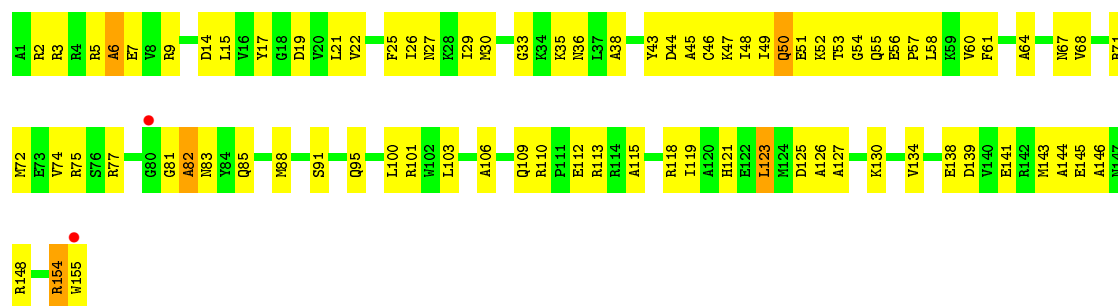 A1 R2 R3 R4 R5 A6 E7 V8 R9 D14 L15 V16 Y17 G18 D19 V20 L21 V22 F25 I26 N27 K28 I29 M30 G33 K34 K35 N36 L37 A38 Y43 D44 A45 C46 K47 I48 I49 Q50 E51 K52 T53 G54 Q55 E56 P57 L58 K59 V60 F61 A64 N67 V68
M72 E73 V74 R75 S76 R77 G80 G81 A82 N83 Y84 Q85 M88 S91 Q95 L100 R101 W102 L103 A106 Q109 R110 P111 E112 R113 R114 A115 R118 I119 A120 H121 E122 L123 M124 D125 A126 A127 K130 V134 E138 D139 V140 E141 R142 M143 A144 E145 A146
R148 R154 W155